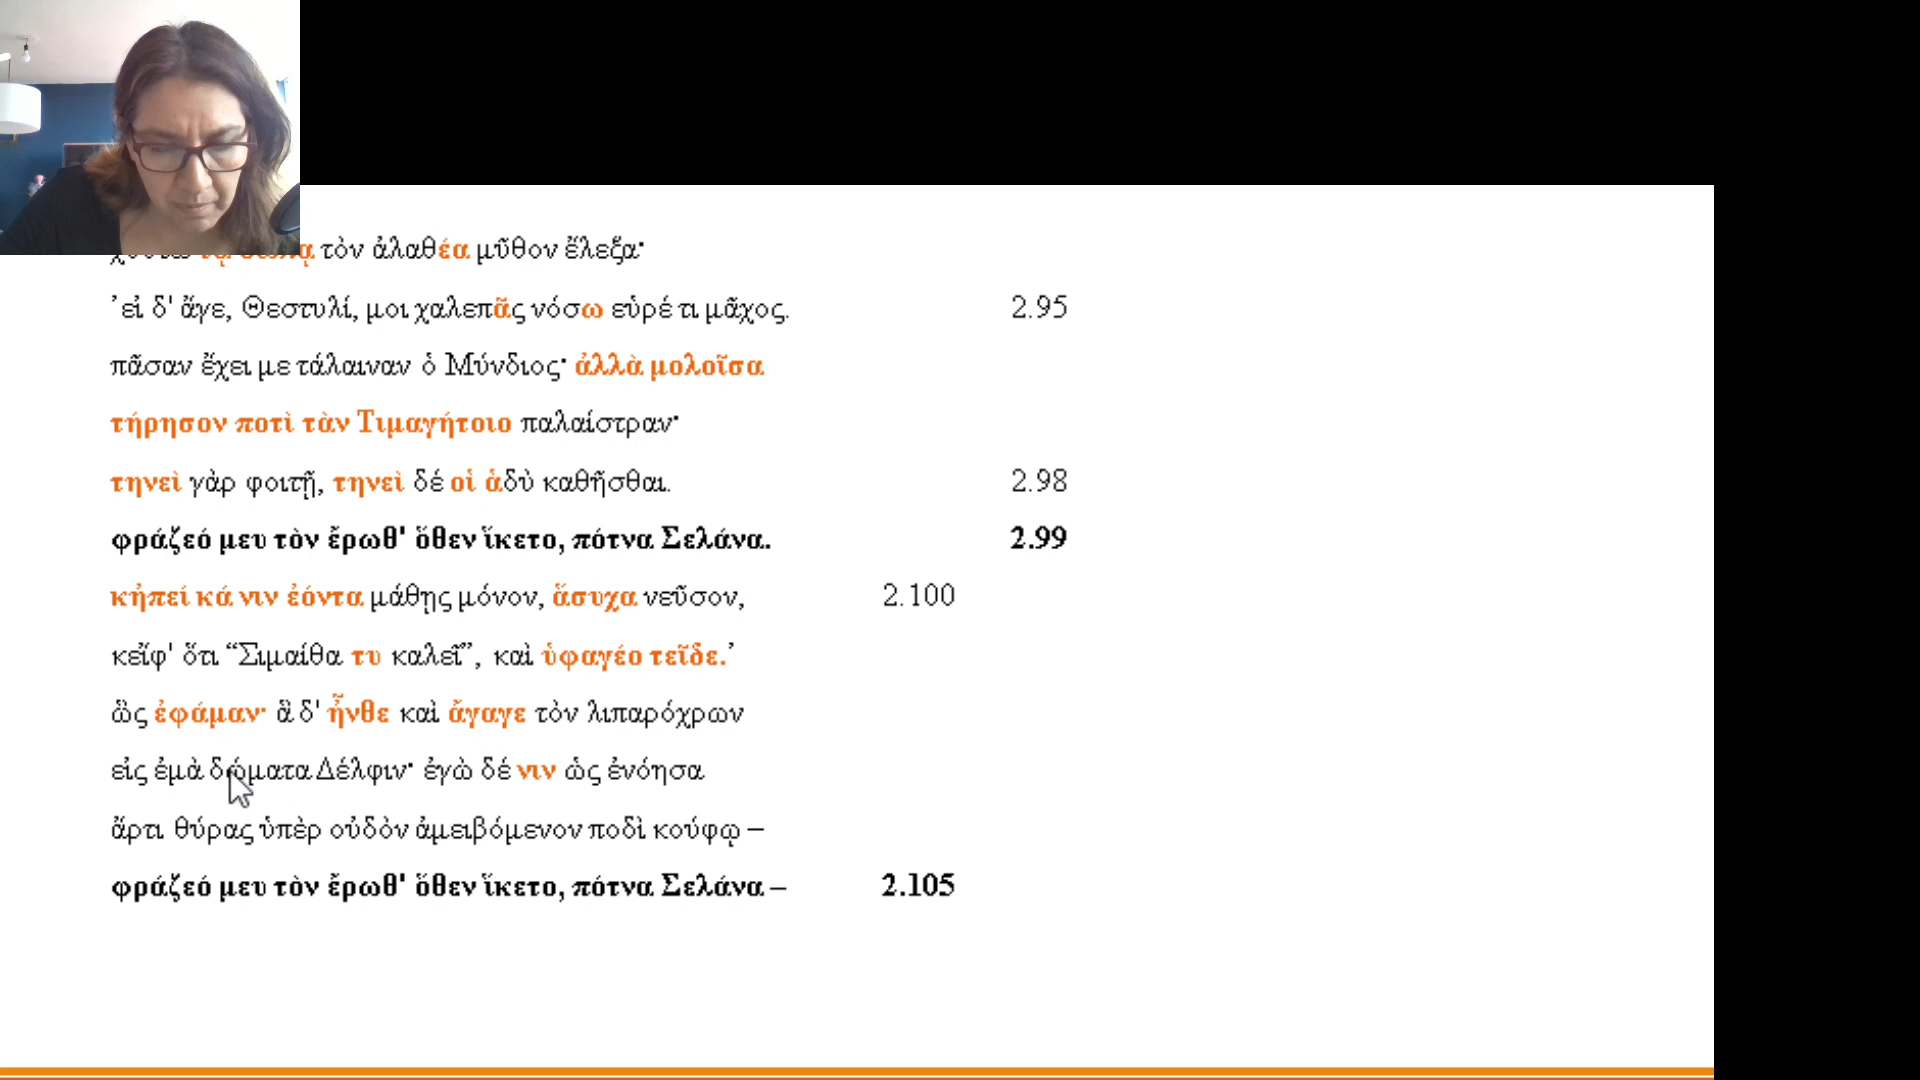 τὸν ἀλαθέα μῦθον ἔλεξα·
’εἰ δ' ἄγε, Θεστυλί, μοι χαλεπᾶς νόσω εὑρέ τι μᾶχος. 2.95
πᾶσαν ἔχει με τάλαιναν ὁ Μύνδιος· ἀλλὰ μολοῖσα
τήρησον ποτὶ τὰν Τιμαγήτοιο παλαίστραν·
τηνεὶ γὰρ φοιτῇ, τηνεὶ δέ οἱ ἁδὺ καθῆσθαι. 2.98
φράζεό μευ τὸν ἔρωθ' ὅθεν ἵκετο, πότνα Σελάνα. 2.99
κἠπεί κά νιν ἐόντα μάθῃς μόνον, ἅσυχα νεῦσον, 2.100
κεἴφ' ὅτι “Σιμαίθα τυ καλεῖ”, καὶ ὑφαγέο τεῖδε.’
ὣς ἐφάμαν· ἃ δ' ἦνθε καὶ ἄγαγε τὸν λιπαρόχρων
εἰς ἐμὰ δώματα Δέλφιν· ἐγὼ δέ νιν ὡς ἐνόησα
ἄρτι θύρας ὑπὲρ οὐδὸν ἀμειβόμενον ποδὶ κούφῳ –
φράζεό μευ τὸν ἔρωθ' ὅθεν ἵκετο, πότνα Σελάνα – 2.105